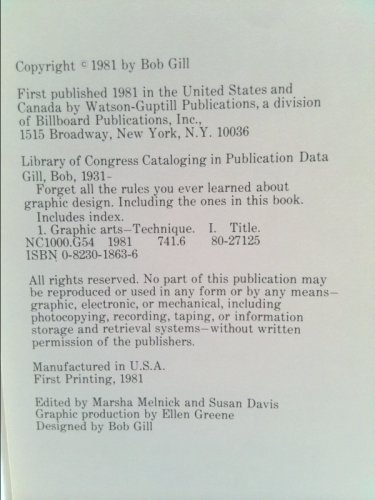 Copyright © 1981 by Bob Gill
First published 1981 in the United States and
Canada by Watson-Guptill Publications, a division
of Billboard Publications, Inc.,
1515 Broadway, New York, N.Y. 10036
Library of Congress Cataloging in Publication Data
Gill, Bob, 1931-
Forget all the rules you ever learned about
graphic design. Including the ones in this book.
Includes index.
1. Graphic arts—Technique. I. Title.
NC1000.G54 1981 741.6 80-27125
ISBN 0-8230-1863-6
All rights reserved. No part of this publication may
be reproduced or used in any form or by any means—
graphic, electronic, or mechanical, including
photocopying, recording, taping, or information
storage and retrieval systems—without written
permission of the publishers.
Manufactured in U.S.A.
First Printing, 1981
Edited by Marsha Melnick and Susan Davis
Graphic production by Ellen Greene
Designed by Bob Gill